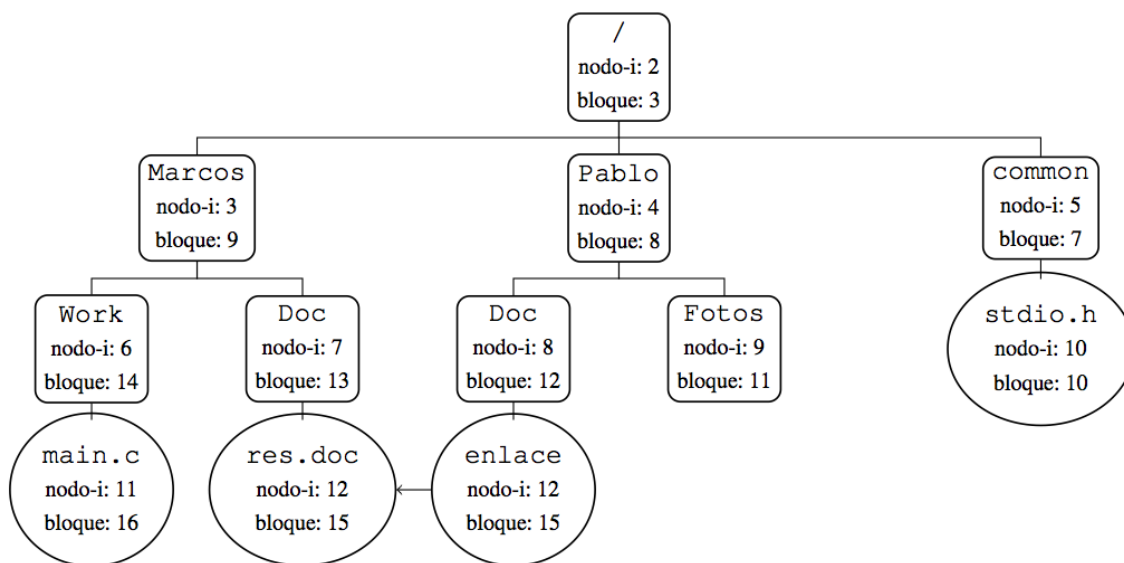 /
nodo-i: 2
bloque: 3
Marcos
nodo-i: 3
bloque: 9
Pablo
nodo-i: 4
bloque: 8
common
nodo-i: 5
bloque: 7
Work
nodo-i: 6
bloque: 14
Doc
nodo-i: 7
bloque: 13
Doc
nodo-i: 8
bloque: 12
Fotos
nodo-i: 9
bloque: 11
stdio.h
nodo-i: 10
bloque: 10
main.c
nodo-i: 11
bloque: 16
res.doc
nodo-i: 12
bloque: 15
enlace
nodo-i: 12
bloque: 15